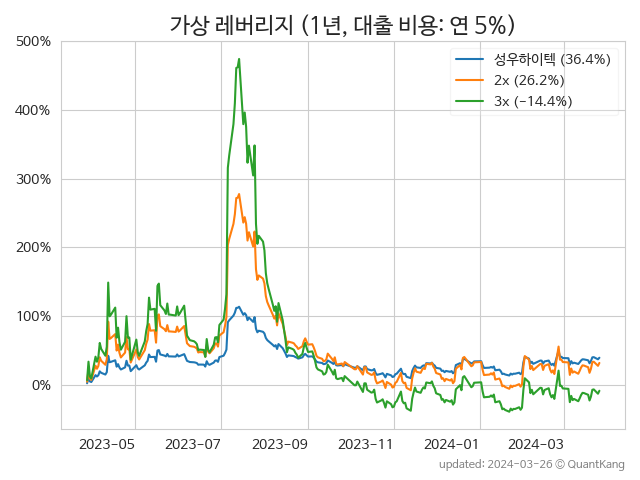 가상 레버리지 (1년, 대출 비용: 연 5%)
500%
400%
300%
200%
100%
0%
성우하이텍 (36.4%)
2x (26.2%)
3x (−14.4%)
2023-05
2023-07
2023-09
2023-11
2024-01
2024-03
updated: 2024-03-26 © QuantKang